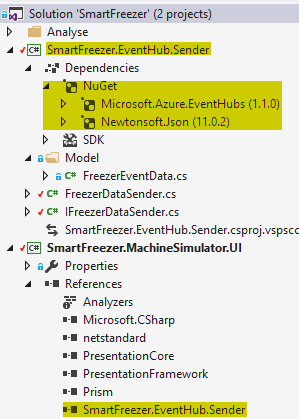 Solution 'SmartFreezer' (2 projects)
Analyse
C# SmartFreezer.EventHub.Sender
Dependencies
NuGet
Microsoft.Azure.EventHubs (1.1.0)
Newtonsoft.Json (11.0.2)
SDK
Model
C# FreezerEventData.cs
C# FreezerDataSender.cs
C# IFreezerDataSender.cs
SmartFreezer.EventHub.Sender.csproj.vspscc
C# SmartFreezer.MachineSimulator.UI
Properties
References
Analyzers
Microsoft.CSharp
netstandard
PresentationCore
PresentationFramework
Prism
SmartFreezer.EventHub.Sender